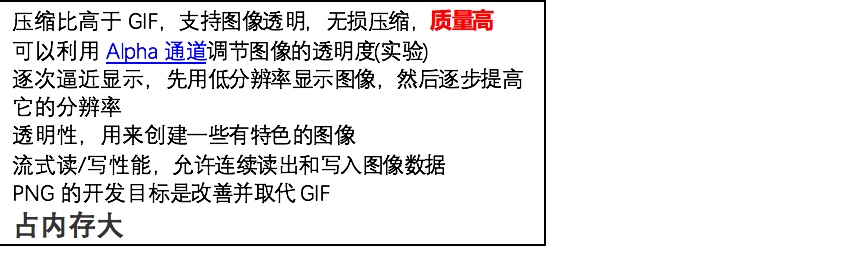 压缩比高于 GIF，支持图像透明，无损压缩，质量高
可以利用 Alpha 通道调节图像的透明度(实验)
逐次逼近显示，先用低分辨率显示图像，然后逐步提高
它的分辨率
透明性，用来创建一些有特色的图像
流式读/写性能，允许连续读出和写入图像数据
PNG 的开发目标是改善并取代 GIF
占内存大